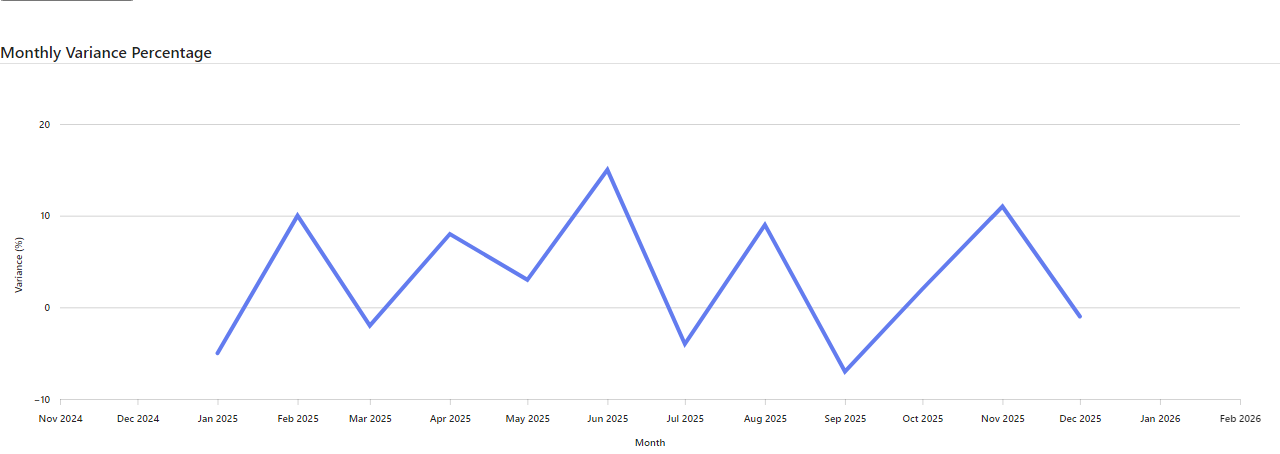 Monthly Variance Percentage
20
10
0
−10
Variance (%)
Nov 2024 Dec 2024 Jan 2025 Feb 2025 Mar 2025 Apr 2025 May 2025 Jun 2025 Jul 2025 Aug 2025 Sep 2025 Oct 2025 Nov 2025 Dec 2025 Jan 2026 Feb 2026
Month